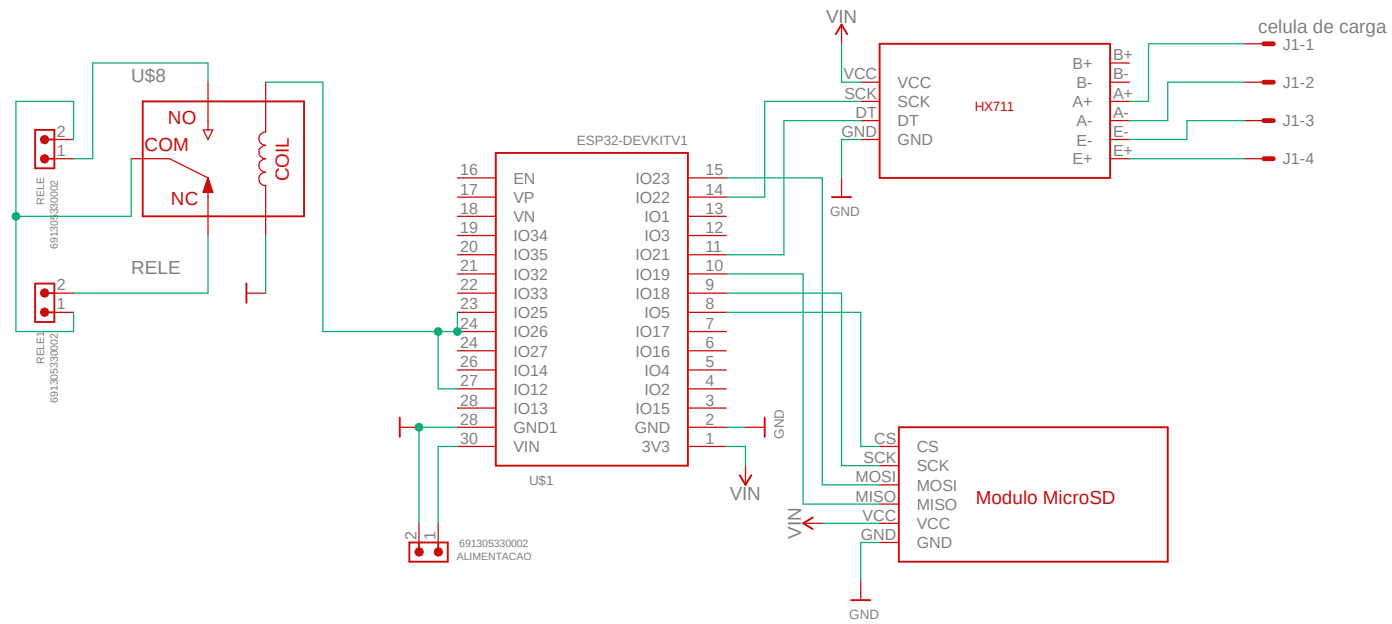 U$8
NO
COM
NC
COIL
RELE
2
1
RELE
691305330002
2
1
RELE1
691305330002
ESP32-DEVKITV1
16 EN
17 VP
18 VN
19 IO34
20 IO35
21 IO32
22 IO33
23 IO25
24 IO26
24 IO27
26 IO14
27 IO12
28 IO13
28 GND1
30 VIN
IO23 15
IO22 14
IO1 13
IO3 12
IO21 11
IO19 10
IO18 9
IO5 8
IO17 7
IO16 6
IO4 5
IO2 4
IO15 3
GND 2
3V3 1
U$1
GND
VIN
2
1
691305330002
ALIMENTACAO
VIN
VCC VCC
SCK SCK
DT DT
GND GND
GND
HX711
B+ B+
B- B-
A+ A+
A- A-
E- E-
E+ E+
celula de carga
J1-1
J1-2
J1-3
J1-4
CS CS
SCK SCK
MOSI MOSI
MISO MISO
VCC VCC
GND GND
VIN
GND
Modulo MicroSD